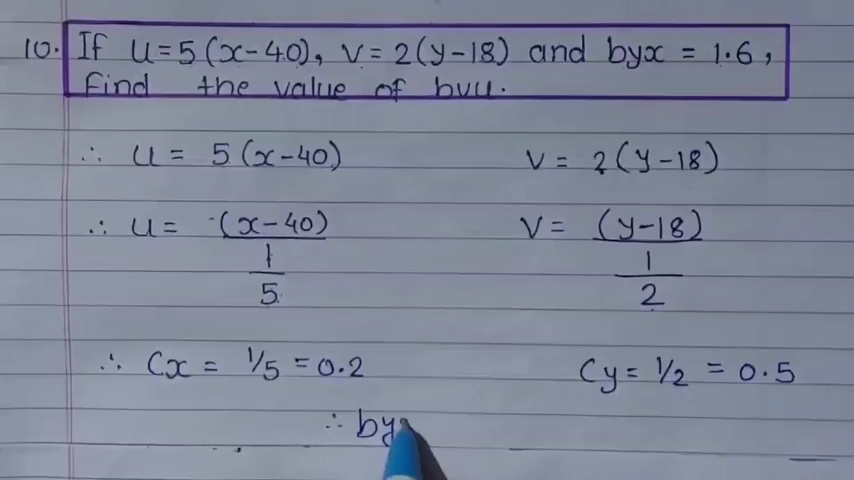 10. If u = 5(x-40), v = 2(y-18) and byx = 1.6,
find the value of bvu.
∴ u = 5(x-40) v = 2(y-18)
∴ u = (x-40) v = (y-18)
1 1
5 2
∴ Cx = 1/5 = 0.2 Cy = 1/2 = 0.5
∴ by